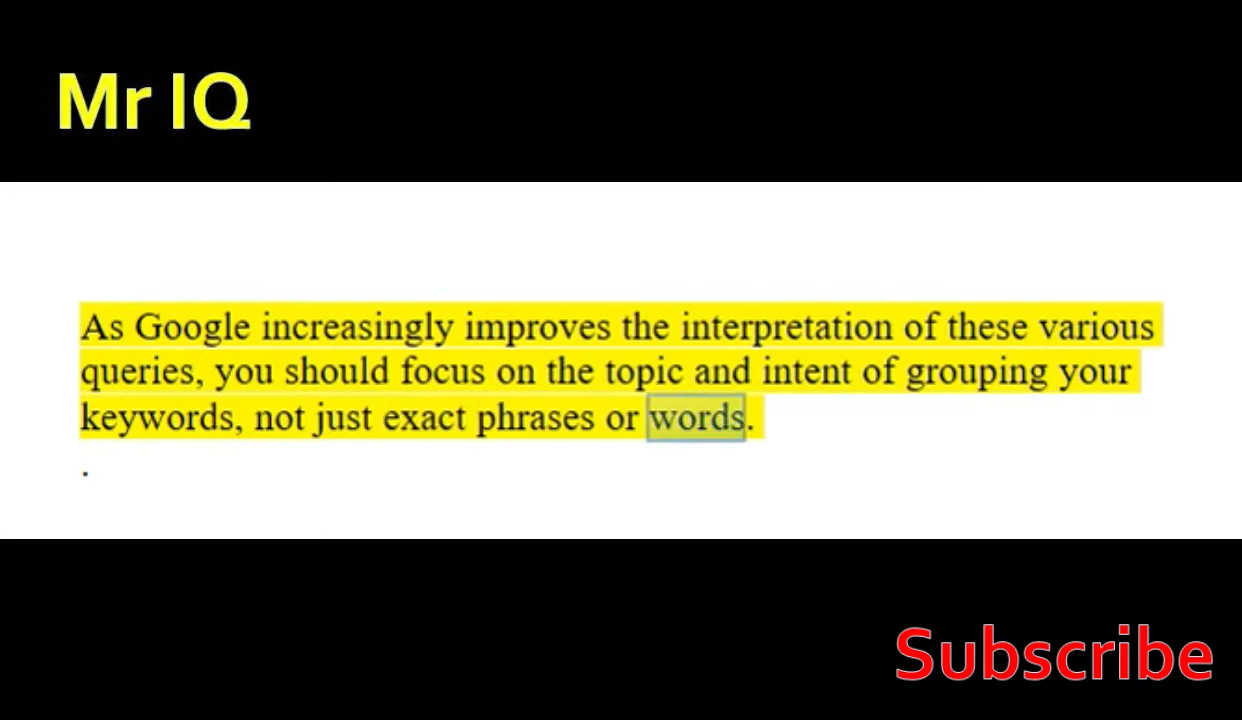 Mr IQ
As Google increasingly improves the interpretation of these various
queries, you should focus on the topic and intent of grouping your
keywords, not just exact phrases or words.
.
Subscribe